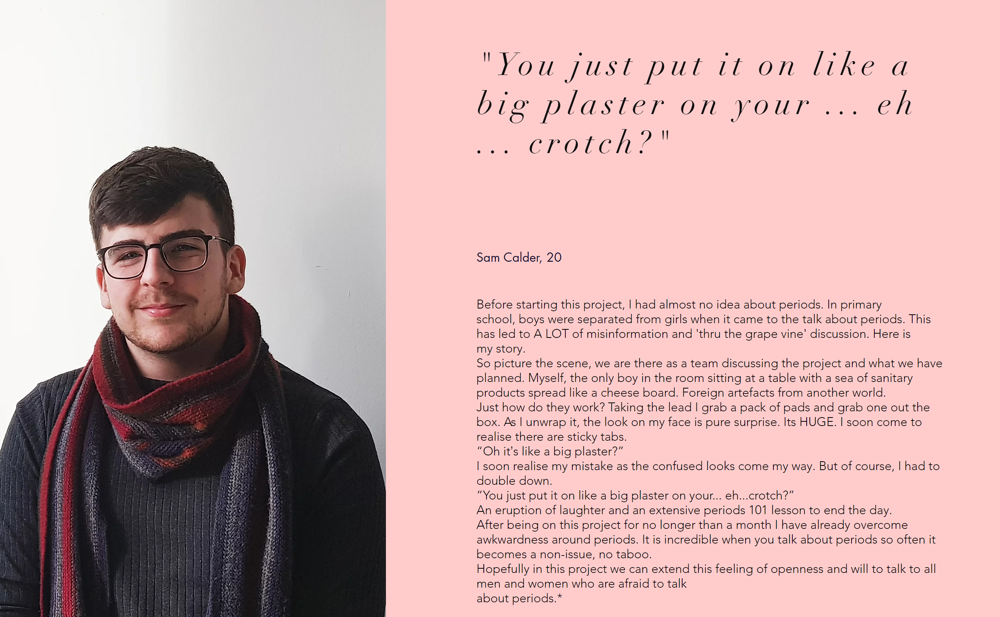 "You just put it on like a
big plaster on your ... eh
... crotch?"
Sam Calder, 20
Before starting this project, I had almost no idea about periods. In primary
school, boys were separated from girls when it came to the talk about periods. This
has led to A LOT of misinformation and 'thru the grape vine' discussion. Here is
my story.
So picture the scene, we are there as a team discussing the project and what we have
planned. Myself, the only boy in the room sitting at a table with a sea of sanitary
products spread like a cheese board. Foreign artefacts from another world.
Just how do they work? Taking the lead I grab a pack of pads and grab one out the
box. As I unwrap it, the look on my face is pure surprise. Its HUGE. I soon come to
realise there are sticky tabs.
“Oh it’s like a big plaster?”
I soon realise my mistake as the confused looks come my way. But of course, I had to
double down.
“You just put it on like a big plaster on your... eh...crotch?”
An eruption of laughter and an extensive periods 101 lesson to end the day.
After being on this project for no longer than a month I have already overcome
awkwardness around periods. It is incredible when you talk about periods so often it
becomes a non-issue, no taboo.
Hopefully in this project we can extend this feeling of openness and will to talk to all
men and women who are afraid to talk
about periods.*